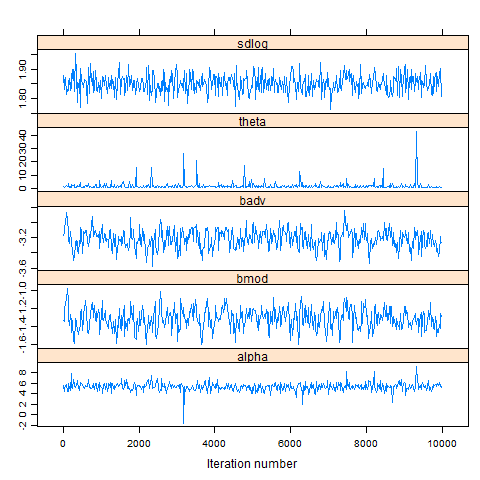 sdlog
1.80 1.90
theta
0 10 20 30 40
badv
-3.6 -3.2
bmod
-1.6 -1.4 -1.2 -1.0
alpha
-2 0 2 4 6 8
0 2000 4000 6000 8000 10000
Iteration number